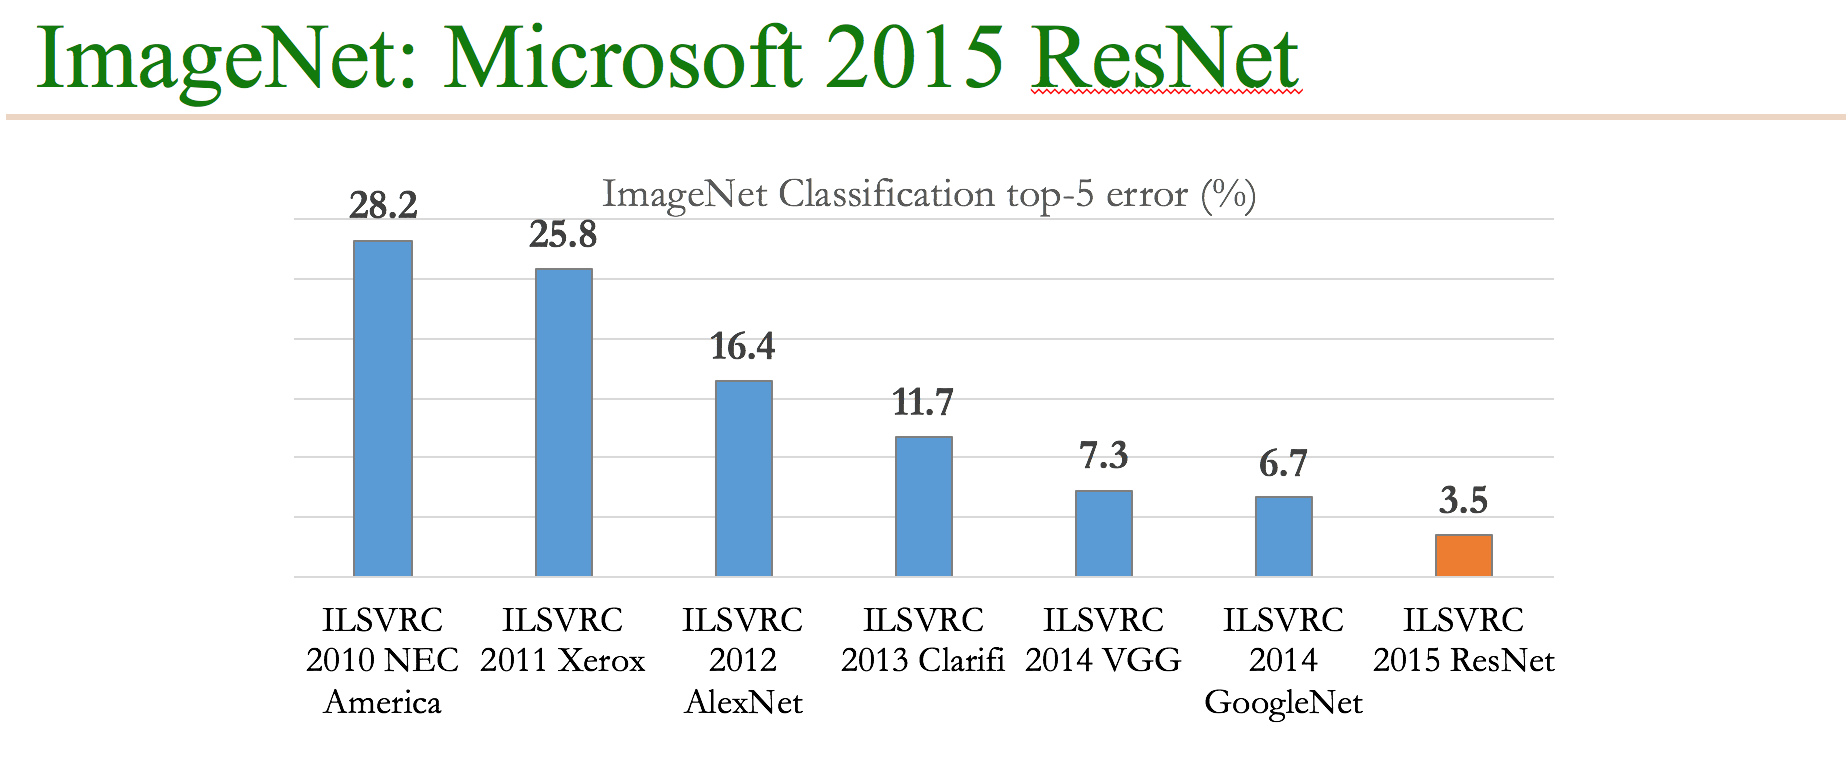 ImageNet: Microsoft 2015 ResNet
ImageNet Classification top-5 error (%)
28.2
25.8
16.4
11.7
7.3
6.7
3.5
ILSVRC
2010 NEC
America
ILSVRC
2011 Xerox
ILSVRC
2012
AlexNet
ILSVRC
2013 Clarifi
ILSVRC
2014 VGG
ILSVRC
2014
GoogleNet
ILSVRC
2015 ResNet